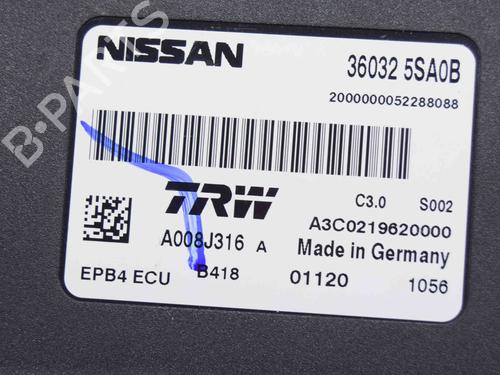 B-PARTS
NISSAN 36032 5SA0B
2000000052288088
TRW C3.0 S002
A3C0219620000
A008J316 A Made in Germany
EPB4 ECU B418 01120 1056